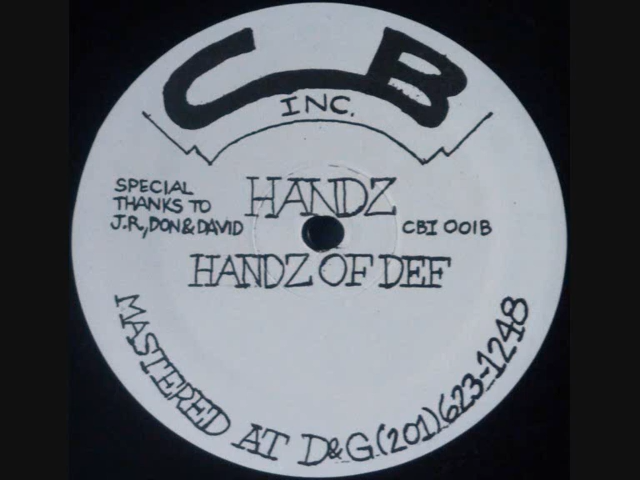 CB
INC.
SPECIAL
THANKS TO
J.R., DON & DAVID
HANDZ
CBI 001B
HANDZ OF DEF
MASTERED AT D&G (201) 623-1248